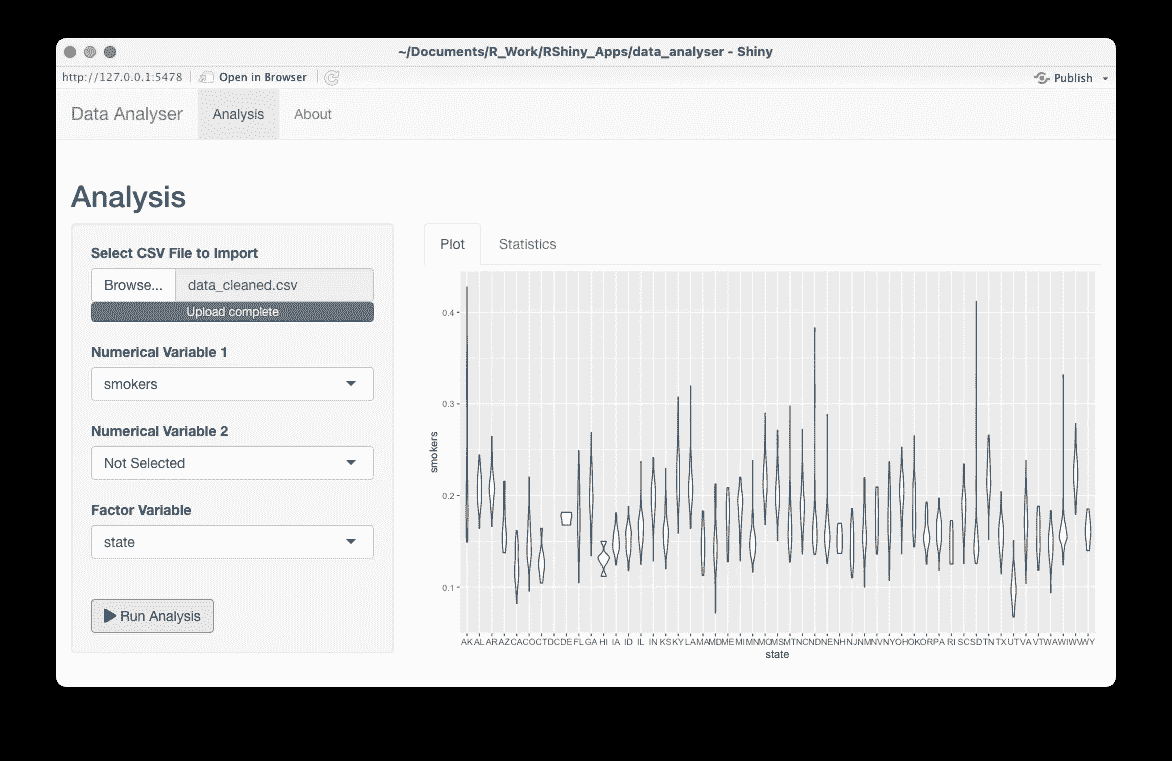 ~/Documents/R_Work/RShiny_Apps/data_analyser - Shiny
http://127.0.0.1:5478 Open in Browser Publish
Data Analyser Analysis About
Analysis
Select CSV File to Import
Browse... data_cleaned.csv
Upload complete
Numerical Variable 1
smokers
Numerical Variable 2
Not Selected
Factor Variable
state
Run Analysis
Plot Statistics
0.4
0.3
smokers
0.2
0.1
AK AL AR AZ CA CO CT DC DE FL GA HI IA ID IL IN KS KY LA MA MD ME MI MN MO MS MT NC ND NE NH NJ NM NV NY OH OK OR PA RI SC SD TN TX UT VA VT WA WI WV WY
state